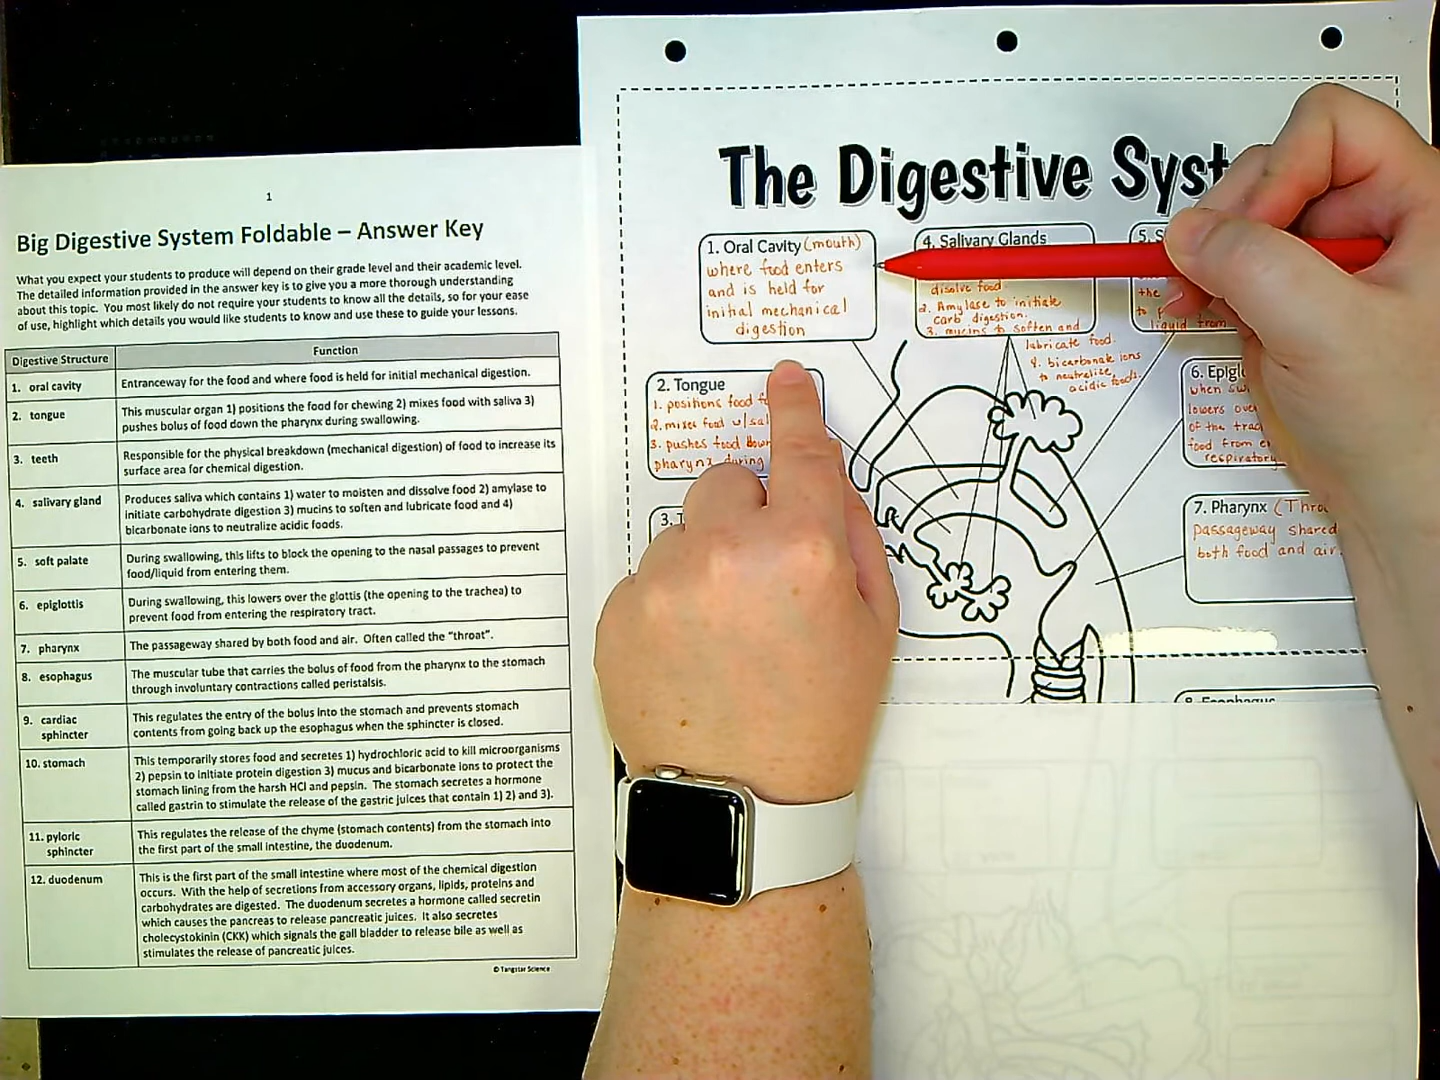 1
Big Digestive System Foldable – Answer Key
What you expect your students to produce will depend on their grade level and their academic level.
The detailed information provided in the answer key is to give you a more thorough understanding
about this topic. You most likely do not require your students to know all the details, so for your ease
of use, highlight which details you would like students to know and use these to guide your lessons.
Digestive Structure Function
1. oral cavity Entranceway for the food and where food is held for initial mechanical digestion.
2. tongue This muscular organ 1) positions the food for chewing 2) mixes food with saliva 3)
pushes bolus of food down the pharynx during swallowing.
3. teeth Responsible for the physical breakdown (mechanical digestion) of food to increase its
surface area for chemical digestion.
4. salivary gland Produces saliva which contains 1) water to moisten and dissolve food 2) amylase to
initiate carbohydrate digestion 3) mucins to soften and lubricate food and 4)
bicarbonate ions to neutralize acidic foods.
5. soft palate During swallowing, this lifts to block the opening to the nasal passages to prevent
food/liquid from entering them.
6. epiglottis During swallowing, this lowers over the glottis (the opening to the trachea) to
prevent food from entering the respiratory tract.
7. pharynx The passageway shared by both food and air. Often called the "throat".
8. esophagus The muscular tube that carries the bolus of food from the pharynx to the stomach
through involuntary contractions called peristalsis.
9. cardiac This regulates the entry of the bolus into the stomach and prevents stomach
sphincter contents from going back up the esophagus when the sphincter is closed.
10. stomach This temporarily stores food and secretes 1) hydrochloric acid to kill microorganisms
2) pepsin to initiate protein digestion 3) mucus and bicarbonate ions to protect the
stomach lining from the harsh HCl and pepsin. The stomach secretes a hormone
called gastrin to stimulate the release of the gastric juices that contain 1) 2) and 3).
11. pyloric This regulates the release of the chyme (stomach contents) from the stomach into
sphincter the first part of the small intestine, the duodenum.
12. duodenum This is the first part of the small intestine where most of the chemical digestion
occurs. With the help of secretions from accessory organs, lipids, proteins and
carbohydrates are digested. The duodenum secretes a hormone called secretin
which causes the pancreas to release pancreatic juices. It also secretes
cholecystokinin (CKK) which signals the gall bladder to release bile as well as
stimulates the release of pancreatic juices.
© Tangstar Science
The Digestive Syst
1. Oral Cavity (mouth)
where food enters
and is held for
initial mechanical
digestion
2. Tongue
1. positions food
2. mixes food w/sal
3. pushes food down
pharynx during
3. T
4. Salivary Glands
disolve food
2. Amylase to initiate
carb digestion.
3. mucins to soften and
lubricate food.
4. bicarbonate ions
to neutralize
acidic foods.
5. S
the
liquid from
6. Epiglo
when sw
lowers over
of the trac
food from e
respiratory
7. Pharynx (Thro
passageway shared
both food and air.
8. Esophagus